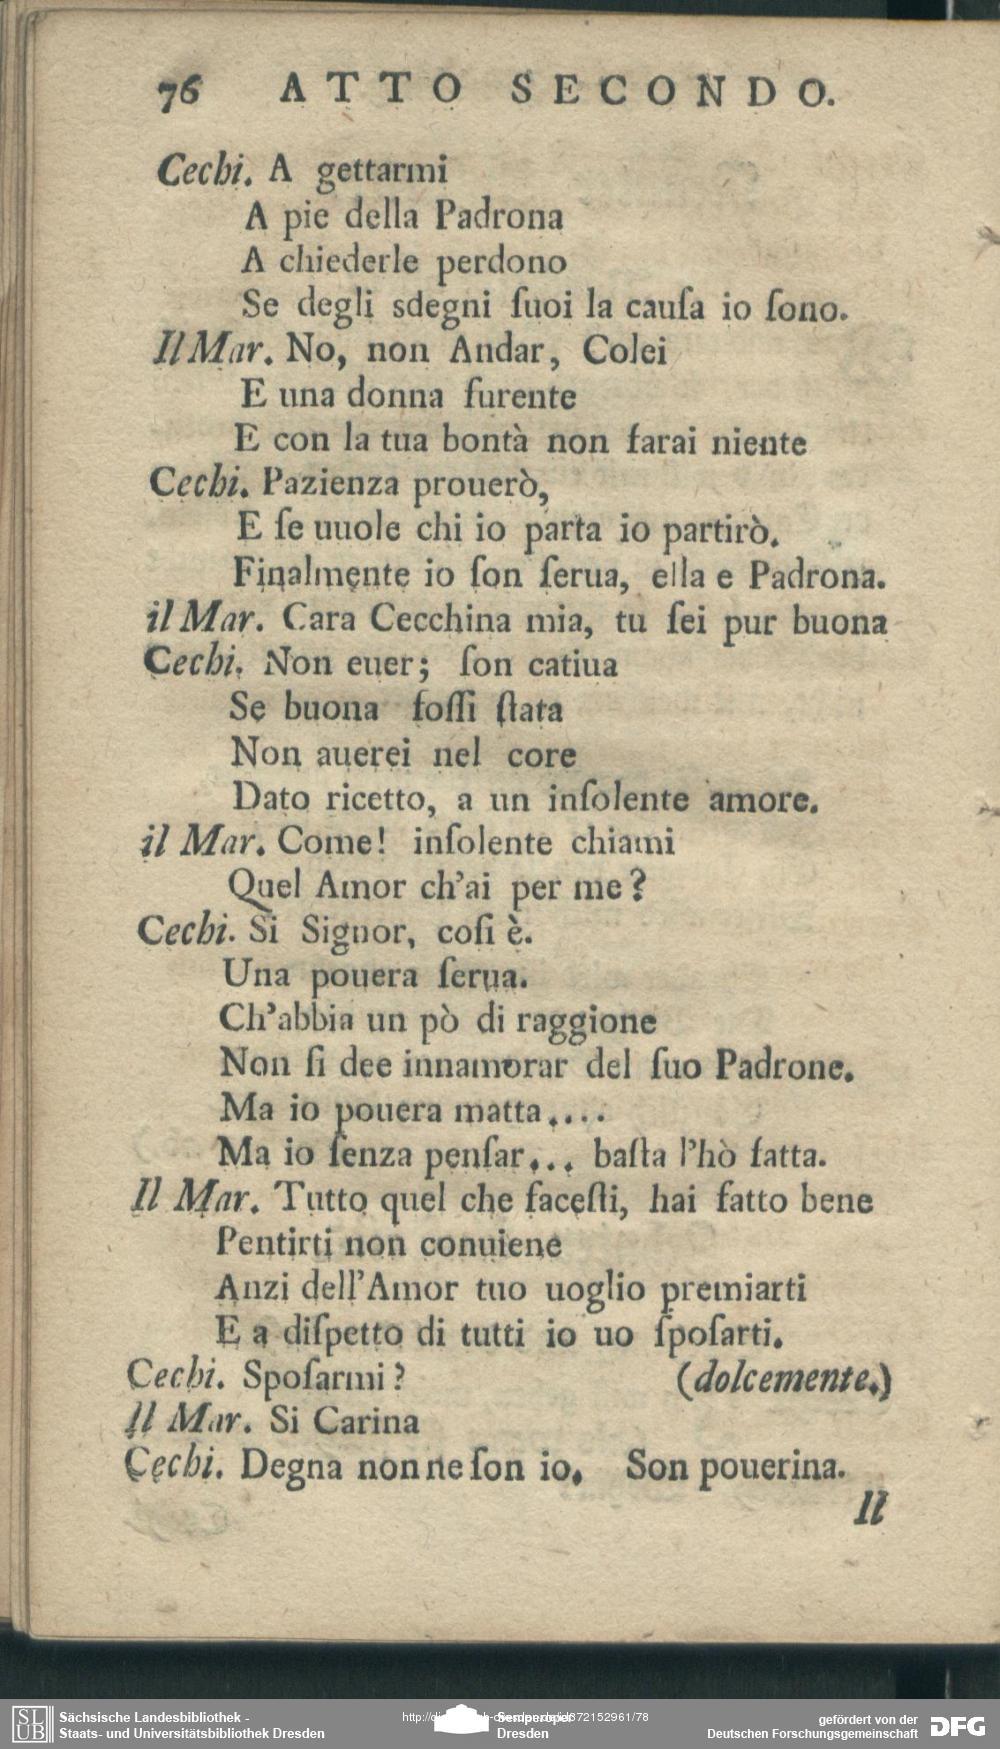 76 ATTO SECONDO.
Cechi. A gettarmi
A pie della Padrona
A chiederle perdono
Se degli sdegni ſuoi la cauſa io ſono.
Il Mar. No, non Andar, Colei
E una donna furente
E con la tua bontà non farai niente
Cechi. Pazienza prouerò,
E ſe uuole chi io parta io partirò.
Finalmente io ſon ſerua, ella e Padrona.
il Mar. Cara Cecchina mia, tu ſei pur buona
Cechi. Non euer; ſon catiua
Se buona foſſi ſtata
Non auerei nel core
Dato ricetto, a un inſolente amore.
il Mar. Come! inſolente chiami
Quel Amor ch'ai per me?
Cechi. Si Signor, coſi è.
Una pouera ſerua.
Ch'abbia un pò di raggione
Non ſi dee innamorar del ſuo Padrone.
Ma io pouera matta....
Ma io ſenza penſar... baſta l'hò fatta.
Il Mar. Tutto quel che faceſti, hai fatto bene
Pentirti non conuiene
Anzi dell'Amor tuo uoglio premiarti
E a diſpetto di tutti io uo ſpoſarti.
Cechi. Spoſarmi? (dolcemente.)
Il Mar. Si Carina
Cechi. Degna non ne ſon io. Son pouerina.
Il
SLUB Sächsische Landesbibliothek -
Staats- und Universitätsbibliothek Dresden
Semperoper
Dresden
gefördert von der
Deutschen Forschungsgemeinschaft DFG